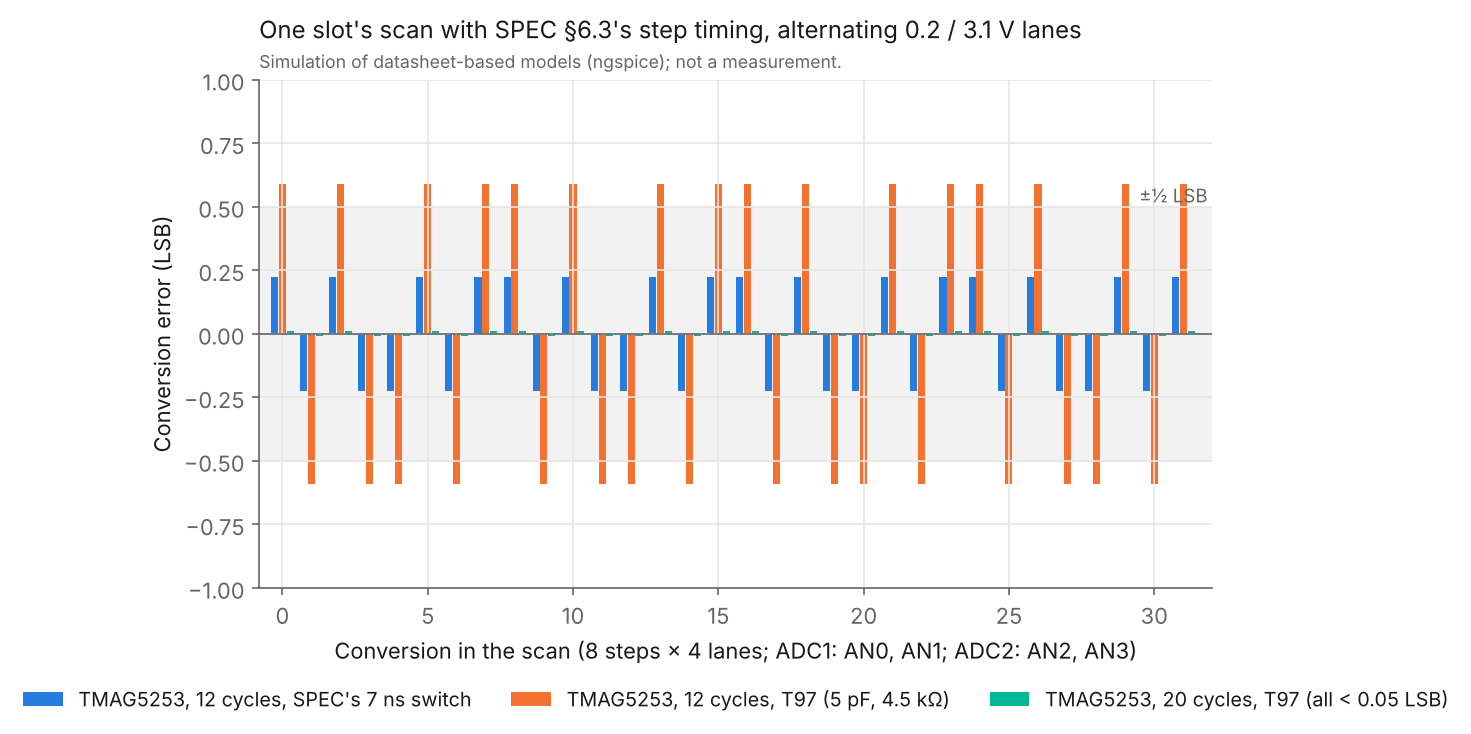 One slot's scan with SPEC §6.3's step timing, alternating 0.2 / 3.1 V lanes
Simulation of datasheet-based models (ngspice); not a measurement.
1.00
0.75
0.50
0.25
0.00
−0.25
−0.50
−0.75
−1.00
Conversion error (LSB)
±½ LSB
0 5 10 15 20 25 30
Conversion in the scan (8 steps × 4 lanes; ADC1: AN0, AN1; ADC2: AN2, AN3)
TMAG5253, 12 cycles, SPEC's 7 ns switch TMAG5253, 12 cycles, T97 (5 pF, 4.5 kΩ) TMAG5253, 20 cycles, T97 (all < 0.05 LSB)